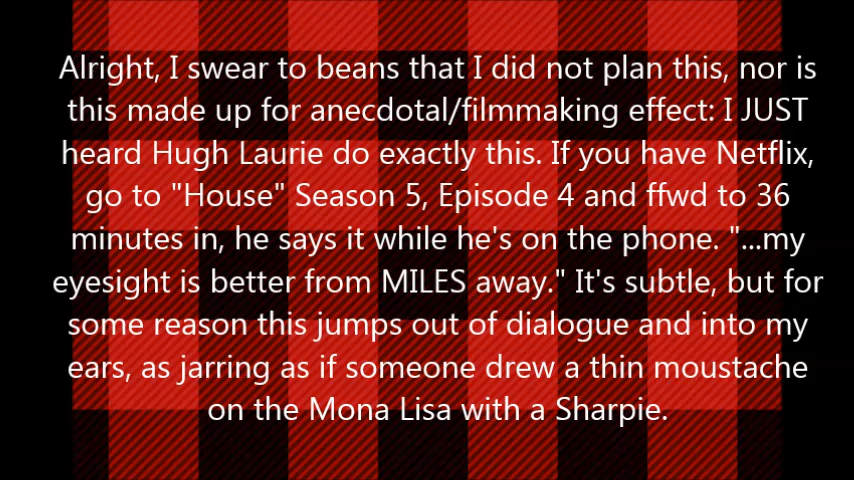 Alright, I swear to beans that I did not plan this, nor is
this made up for anecdotal/filmmaking effect: I JUST
heard Hugh Laurie do exactly this. If you have Netflix,
go to "House" Season 5, Episode 4 and ffwd to 36
minutes in, he says it while he's on the phone. "...my
eyesight is better from MILES away." It's subtle, but for
some reason this jumps out of dialogue and into my
ears, as jarring as if someone drew a thin moustache
on the Mona Lisa with a Sharpie.